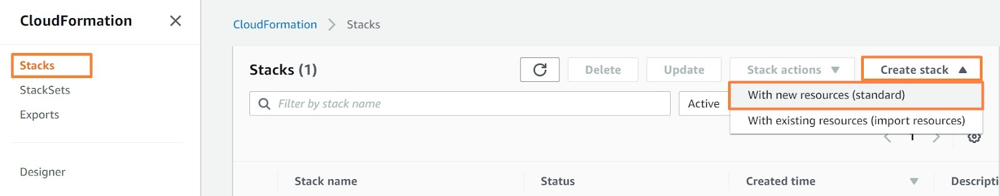 CloudFormation
Stacks
StackSets
Exports
Designer
CloudFormation > Stacks
Stacks (1)
Delete
Update
Stack actions
Create stack
With new resources (standard)
With existing resources (import resources)
Filter by stack name
Active
1
Stack name
Status
Created time
Descripti